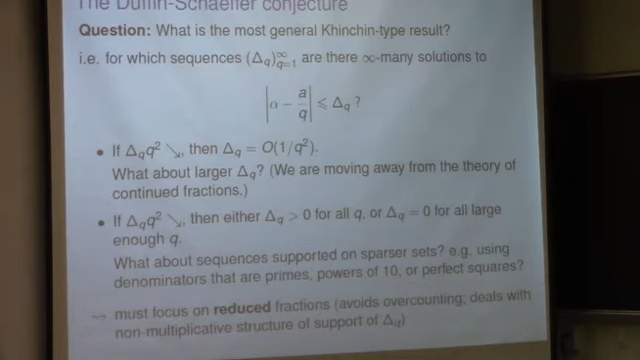 The Duffin-Schaeffer conjecture
Question: What is the most general Khinchin-type result?
i.e. for which sequences (Δ_q)_{q=1}^∞ are there ∞-many solutions to
|α − a/q| ⩽ Δ_q ?
• If Δ_q q² ↘, then Δ_q = O(1/q²).
What about larger Δ_q? (We are moving away from the theory of
continued fractions.)
• If Δ_q q² ↘, then either Δ_q > 0 for all q, or Δ_q = 0 for all large
enough q.
What about sequences supported on sparser sets? e.g. using
denominators that are primes, powers of 10, or perfect squares?
⇝ must focus on reduced fractions (avoids overcounting; deals with
non-multiplicative structure of support of Δ_q)